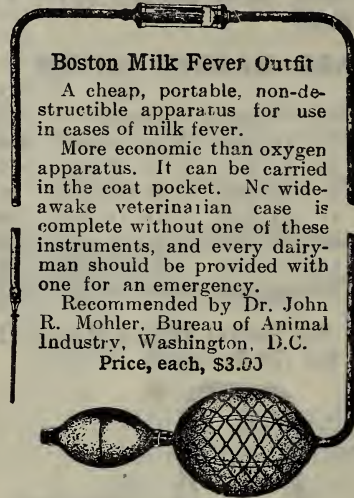 Boston Milk Fever Outfit
A cheap, portable, non-de-
structible apparatus for use
in cases of milk fever.
More economic than oxygen
apparatus. It can be carried
in the coat pocket. No wide-
awake veterinarian case is
complete without one of these
instruments, and every dairy-
man should be provided with
one for an emergency.
Recommended by Dr. John
R. Mohler, Bureau of Animal
Industry, Washington, D.C.
Price, each, $3.00